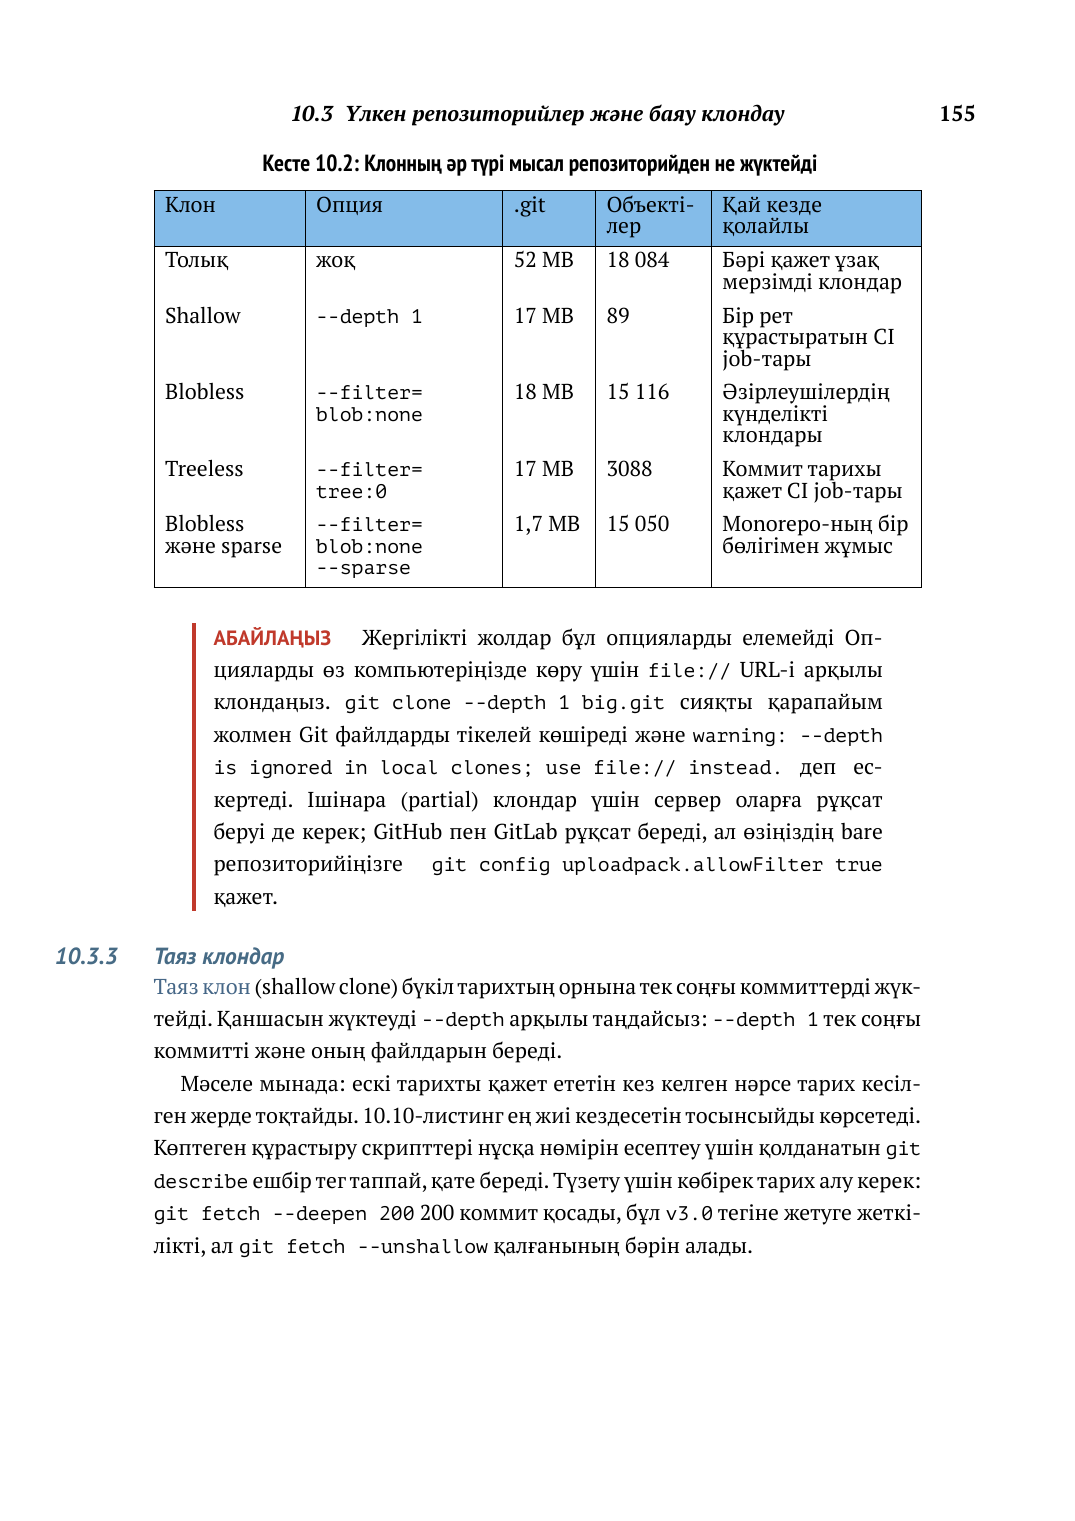 10.3 Үлкен репозиторийлер және баяу клондау 155
Кесте 10.2: Клонның әр түрі мысал репозиторийден не жүктейді
Клон Опция .git Объекті- Қай кезде
лер қолайлы
Толық жоқ 52 MB 18 084 Бәрі қажет ұзақ
мерзімді клондар
Shallow --depth 1 17 MB 89 Бір рет
құрастыратын CI
job-тары
Blobless --filter= 18 MB 15 116 Әзірлеушілердің
blob:none күнделікті
клондары
Treeless --filter= 17 MB 3088 Коммит тарихы
tree:0 қажет CI job-тары
Blobless --filter= 1,7 MB 15 050 Monorepo-ның бір
және sparse blob:none бөлігімен жұмыс
--sparse
АБАЙЛАҢЫЗ Жергілікті жолдар бұл опцияларды елемейді Оп-
цияларды өз компьютеріңізде көру үшін file:// URL-і арқылы
клондаңыз. git clone --depth 1 big.git сияқты қарапайым
жолмен Git файлдарды тікелей көшіреді және warning: --depth
is ignored in local clones; use file:// instead. деп ес-
кертеді. Ішінара (partial) клондар үшін сервер оларға рұқсат
беруі де керек; GitHub пен GitLab рұқсат береді, ал өзіңіздің bare
репозиторийіңізге git config uploadpack.allowFilter true
қажет.
10.3.3 Таяз клондар
Таяз клон (shallow clone) бүкіл тарихтың орнына тек соңғы коммиттерді жүк-
тейді. Қаншасын жүктеуді --depth арқылы таңдайсыз: --depth 1 тек соңғы
коммитті және оның файлдарын береді.
Мәселе мынада: ескі тарихты қажет ететін кез келген нәрсе тарих кесіл-
ген жерде тоқтайды. 10.10-листинг ең жиі кездесетін тосынсыйды көрсетеді.
Көптеген құрастыру скрипттері нұсқа нөмірін есептеу үшін қолданатын git
describe ешбір тег таппай, қате береді. Түзету үшін көбірек тарих алу керек:
git fetch --deepen 200 200 коммит қосады, бұл v3.0 тегіне жетуге жеткі-
лікті, ал git fetch --unshallow қалғанының бәрін алады.